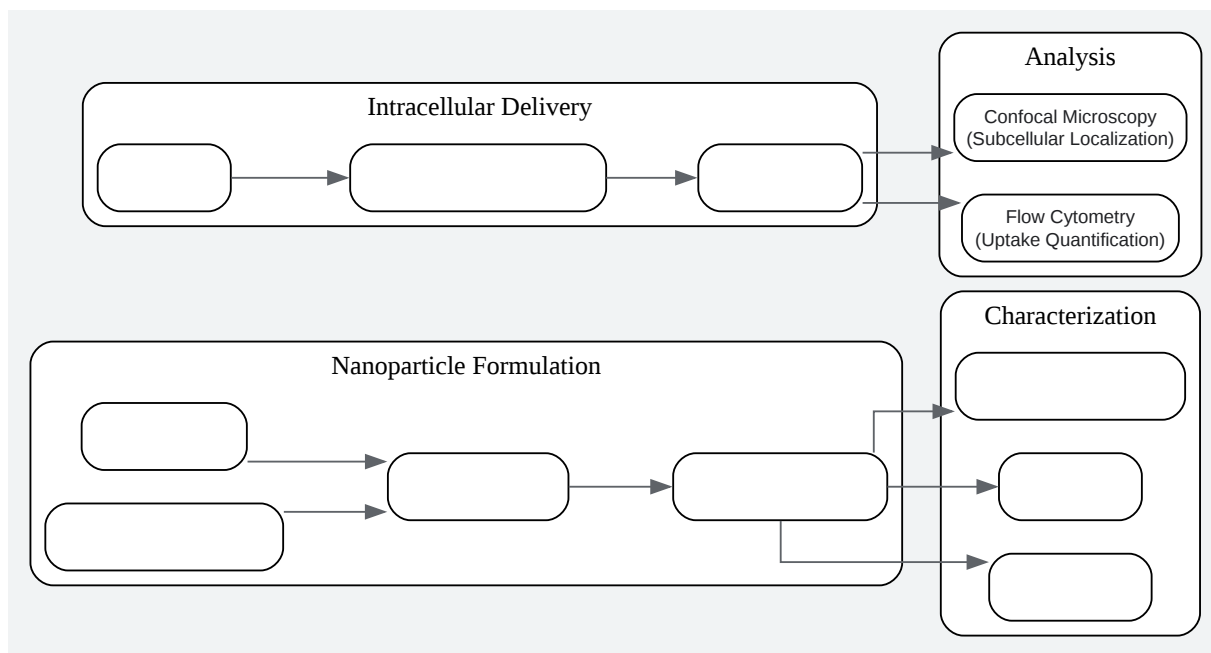 Analysis
Intracellular Delivery
Confocal Microscopy
(Subcellular Localization)
Flow Cytometry
(Uptake Quantification)
Characterization
Nanoparticle Formulation